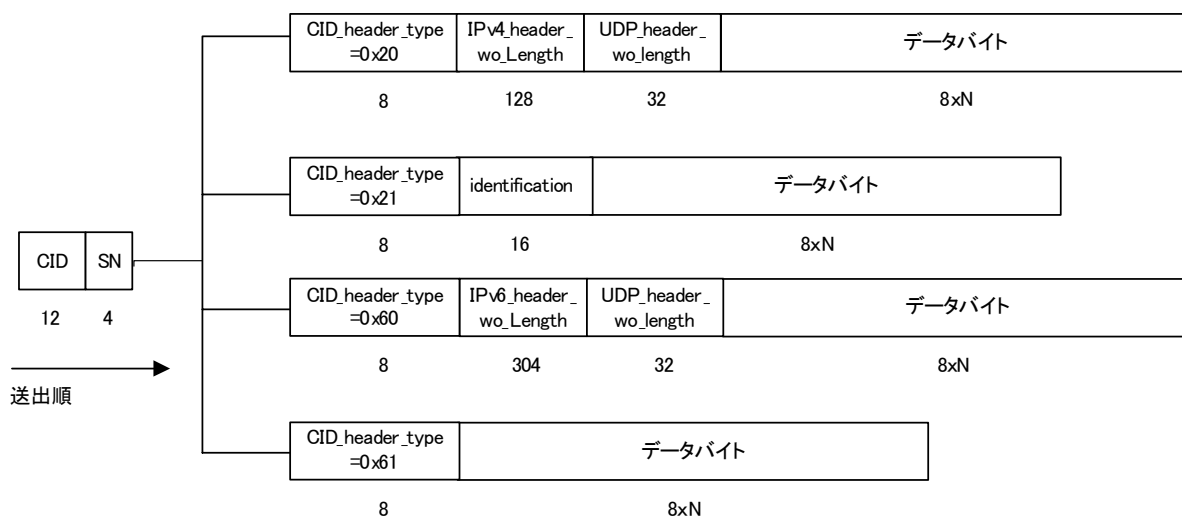 CID_header_type
=0x20
IPv4_header_
wo_Length
UDP_header_
wo_length
データバイト
8
128
32
8xN
CID_header_type
=0x21
identification
データバイト
8
16
8xN
CID
SN
12
4
送出順
CID_header_type
=0x60
IPv6_header_
wo_Length
UDP_header_
wo_length
データバイト
8
304
32
8xN
CID_header_type
=0x61
データバイト
8
8xN